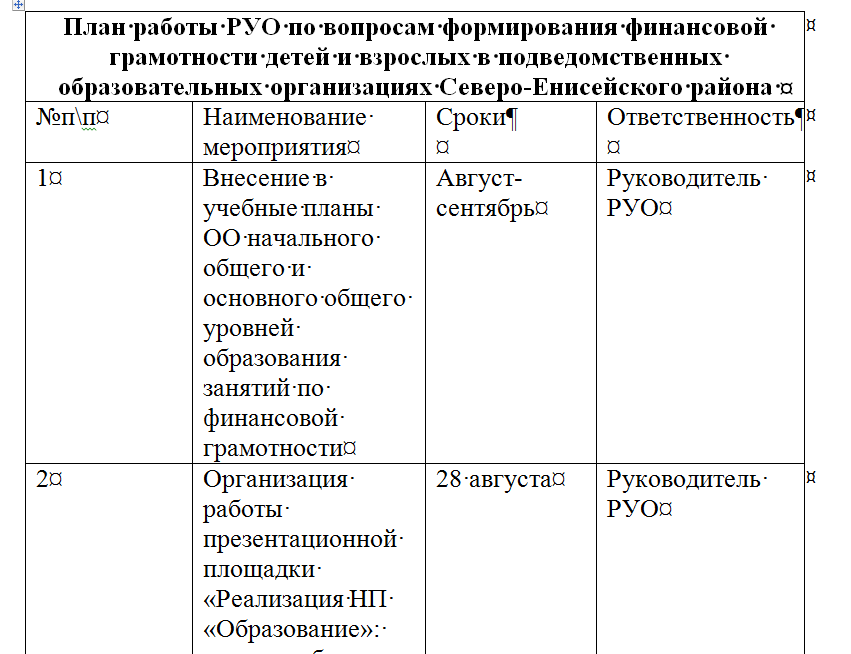 План работы РУО по вопросам формирования финансовой
грамотности детей и взрослых в подведомственных
образовательных организациях Северо-Енисейского района
№п\п
Наименование
мероприятия
Сроки
Ответственность
1
Внесение в
учебные планы
ОО начального
общего и
основного общего
уровней
образования
занятий по
финансовой
грамотности
Август-
сентябрь
Руководитель
РУО
2
Организация
работы
презентационной
площадки
«Реализация НП
«Образование»:
28 августа
Руководитель
РУО